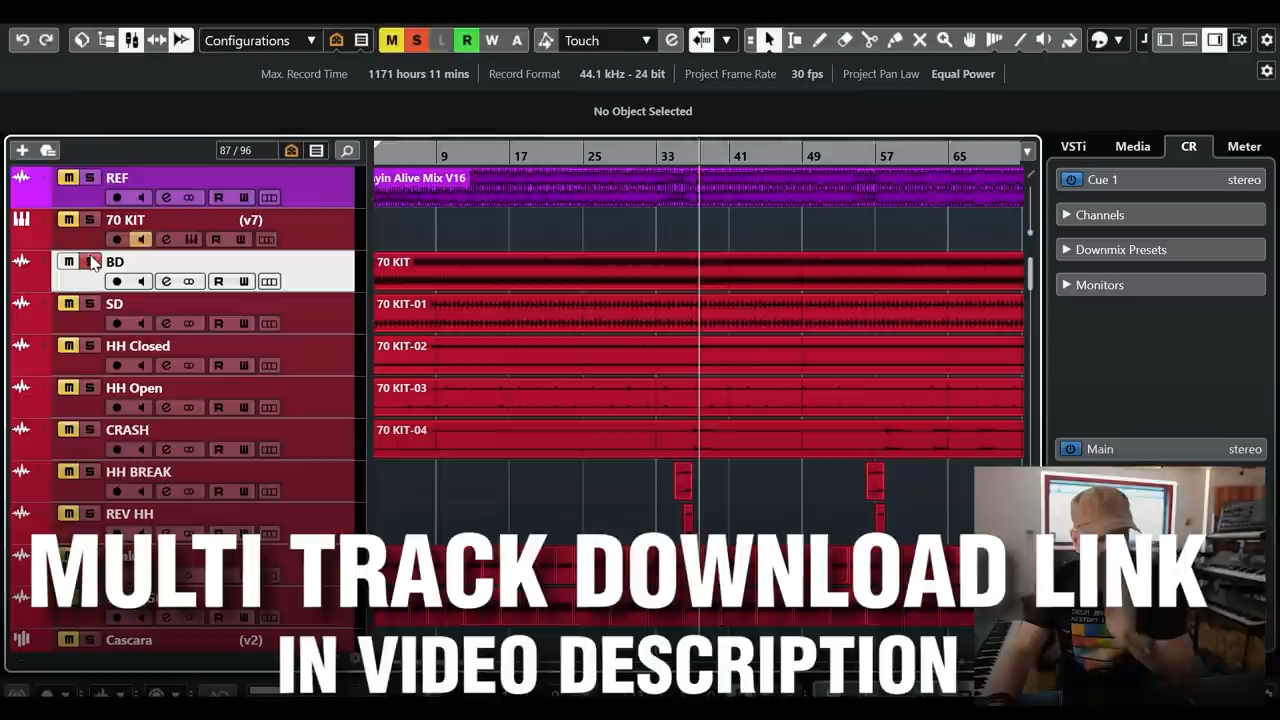 Configurations
M S L R W A
Touch
J
Max. Record Time 1171 hours 11 mins Record Format 44.1 kHz - 24 bit Project Frame Rate 30 fps Project Pan Law Equal Power
No Object Selected
87 / 96
9 17 25 33 41 49 57 65
VSTi Media CR Meter
m S REF
yin Alive Mix V16
R
Cue 1 stereo
m S 70 KIT (v7)
R
Channels
m BD
70 KIT
R
Downmix Presets
Monitors
m S SD
70 KIT-01
R
m S HH Closed
70 KIT-02
R
m S HH Open
70 KIT-03
R
m S CRASH
70 KIT-04
R
Main stereo
m S HH BREAK
R
m S REV HH
MULTI TRACK DOWNLOAD LINK
IN VIDEO DESCRIPTION
m S Cascara (v2)